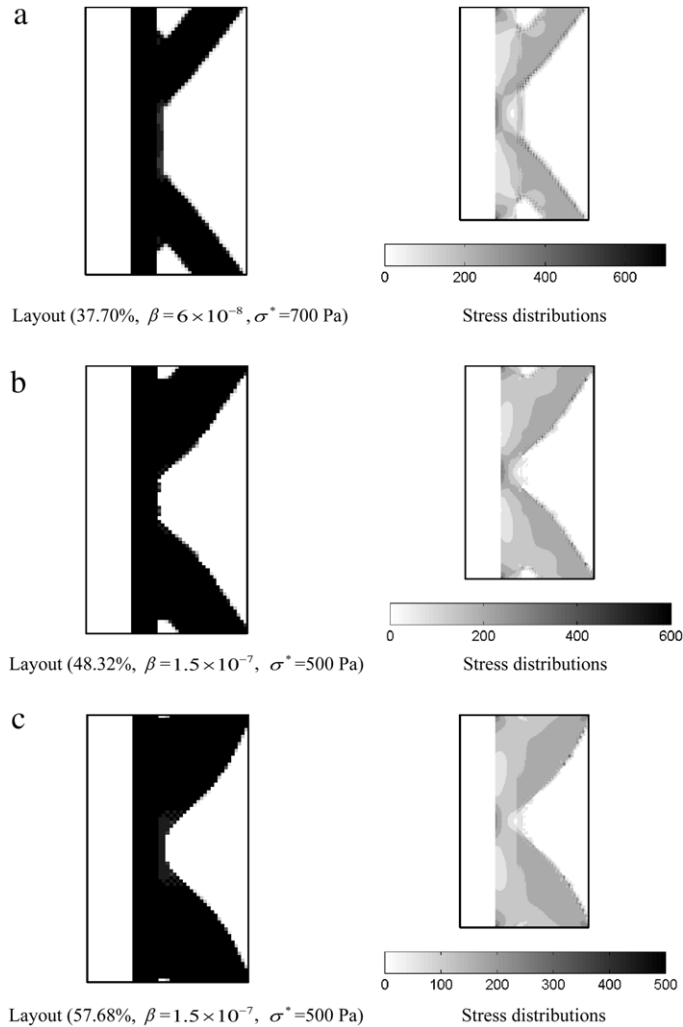 a
0 200 400 600
Layout (37.70%, β=6×10⁻⁸, σ*=700 Pa)
Stress distributions
b
0 200 400 600
Layout (48.32%, β=1.5×10⁻⁷, σ*=500 Pa)
Stress distributions
c
0 100 200 300 400 500
Layout (57.68%, β=1.5×10⁻⁷, σ*=500 Pa)
Stress distributions